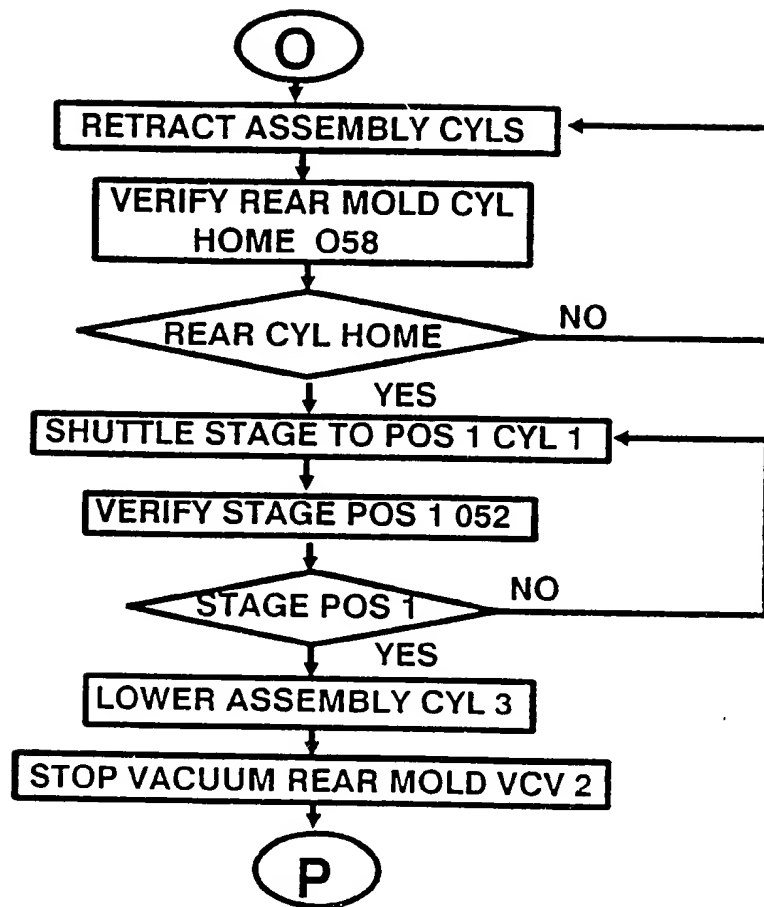 O
RETRACT ASSEMBLY CYLS
VERIFY REAR MOLD CYL
HOME O58
REAR CYL HOME
NO
YES
SHUTTLE STAGE TO POS 1 CYL 1
VERIFY STAGE POS 1 052
STAGE POS 1
NO
YES
LOWER ASSEMBLY CYL 3
STOP VACUUM REAR MOLD VCV 2
P